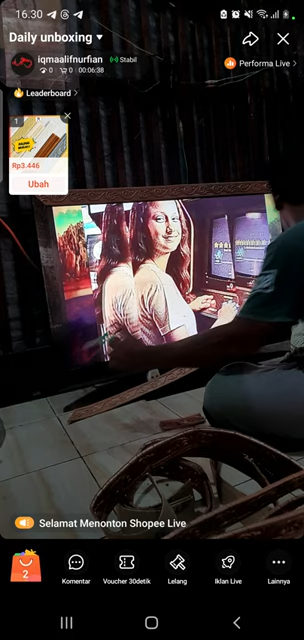 16.30
Daily unboxing
iqmaalifnurfian Stabil
0 0 00:06:38
Performa Live
Leaderboard
1
Rp3.446
Ubah
Selamat Menonton Shopee Live
2
Komentar
Voucher 30detik
Lelang
Iklan Live
Lainnya